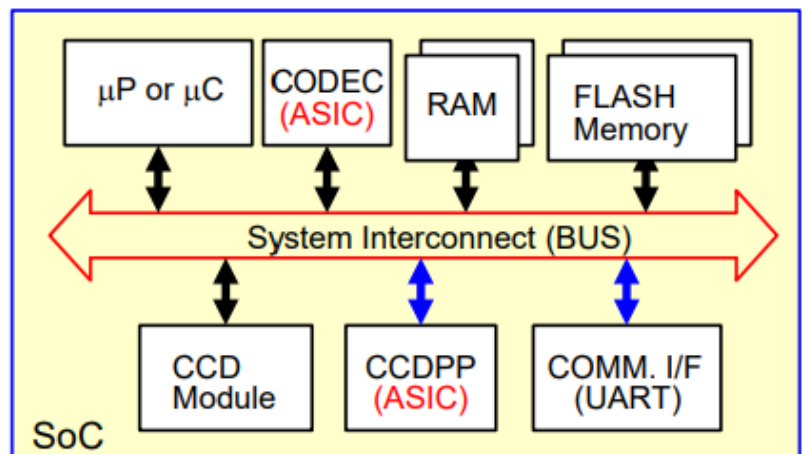 μP or μC
CODEC
(ASIC)
RAM
FLASH
Memory
System Interconnect (BUS)
CCD
Module
CCDPP
(ASIC)
COMM. I/F
(UART)
SoC